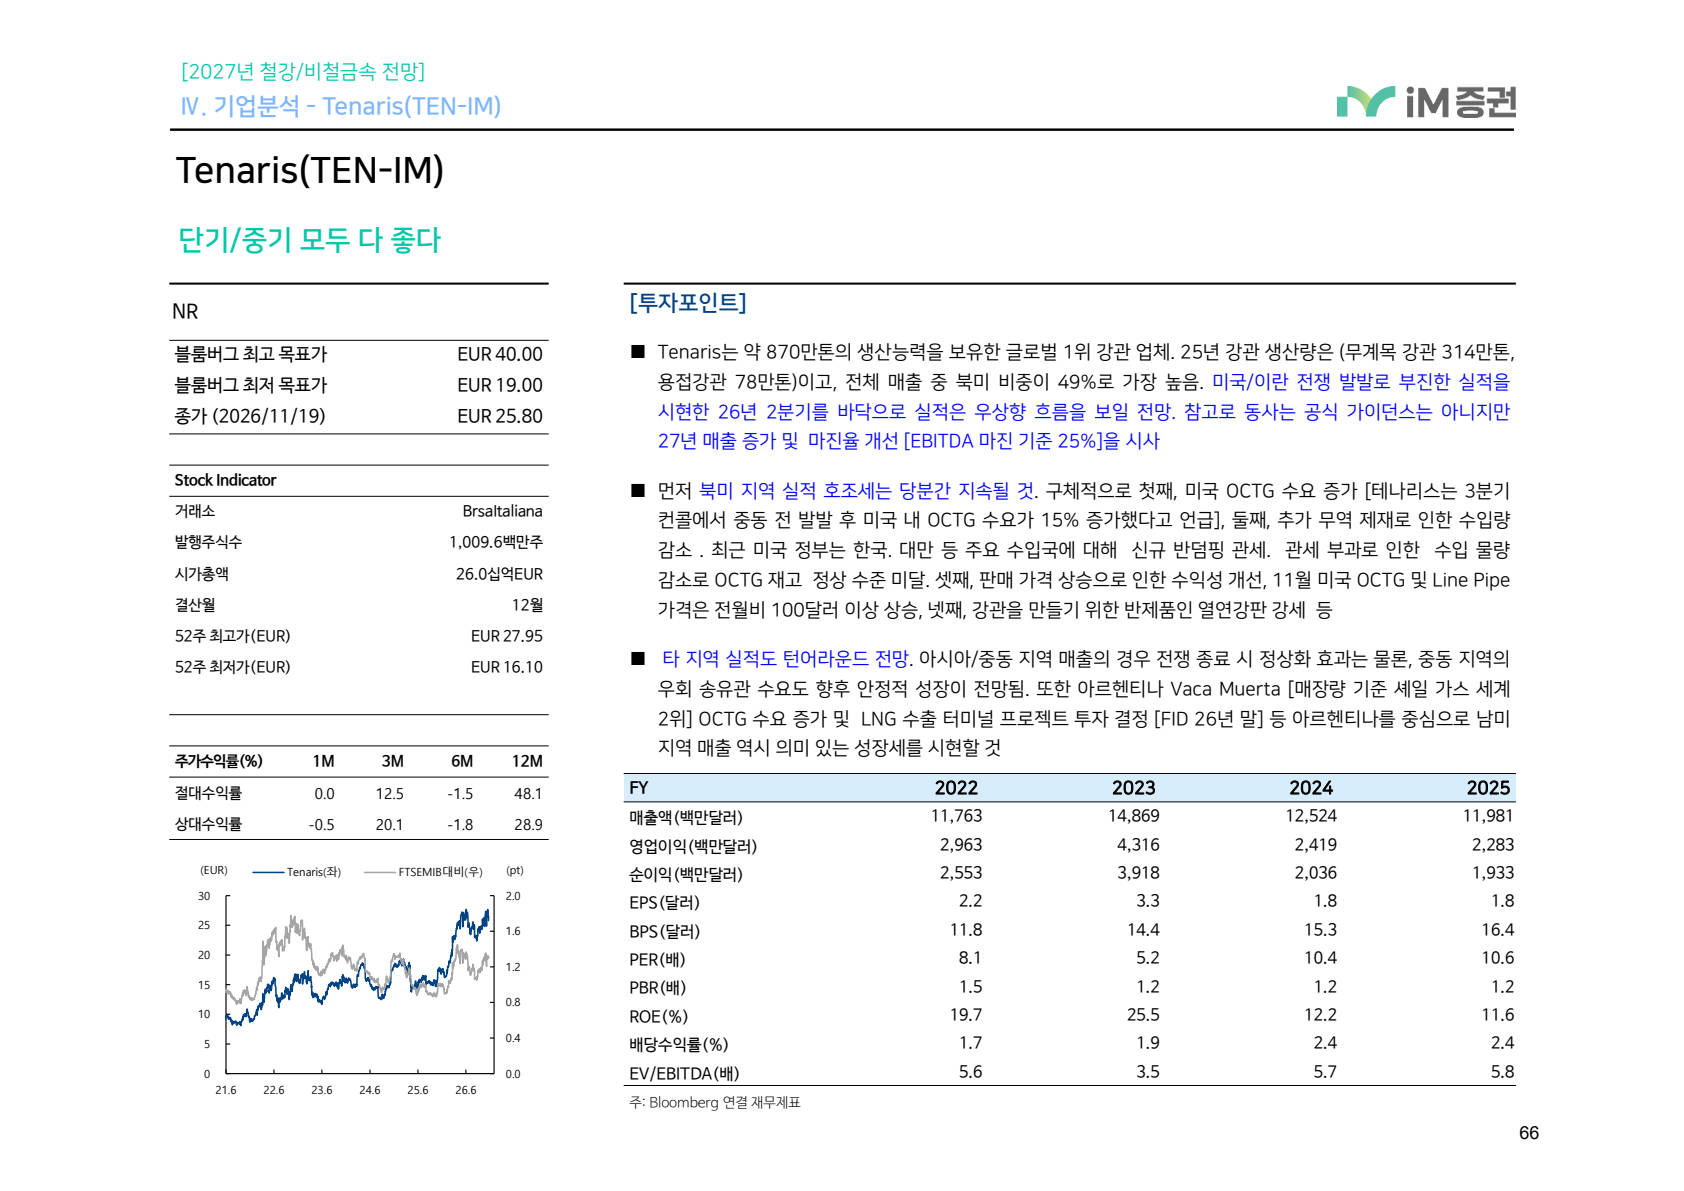 [2027년 철강/비철금속 전망]
Ⅳ. 기업분석 - Tenaris(TEN-IM)
iM증권
Tenaris(TEN-IM)
단기/중기 모두 다 좋다
NR
블룸버그 최고 목표가 EUR 40.00
블룸버그 최저 목표가 EUR 19.00
종가 (2026/11/19) EUR 25.80
Stock Indicator
거래소 BrsaItaliana
발행주식수 1,009.6백만주
시가총액 26.0십억EUR
결산월 12월
52주 최고가(EUR) EUR 27.95
52주 최저가(EUR) EUR 16.10
주가수익률(%) 1M 3M 6M 12M
절대수익률 0.0 12.5 -1.5 48.1
상대수익률 -0.5 20.1 -1.8 28.9
(EUR) Tenaris(좌) FTSEMIB대비(우) (pt)
30 2.0
25 1.6
20 1.2
15 0.8
10 0.4
5 0.0
0
21.6 22.6 23.6 24.6 25.6 26.6
[투자포인트]
■ Tenaris는 약 870만톤의 생산능력을 보유한 글로벌 1위 강관 업체. 25년 강관 생산량은 (무계목 강관 314만톤,
용접강관 78만톤)이고, 전체 매출 중 북미 비중이 49%로 가장 높음. 미국/이란 전쟁 발발로 부진한 실적을
시현한 26년 2분기를 바닥으로 실적은 우상향 흐름을 보일 전망. 참고로 동사는 공식 가이던스는 아니지만
27년 매출 증가 및 마진율 개선 [EBITDA 마진 기준 25%]을 시사
■ 먼저 북미 지역 실적 호조세는 당분간 지속될 것. 구체적으로 첫째, 미국 OCTG 수요 증가 [테나리스는 3분기
컨콜에서 중동 전 발발 후 미국 내 OCTG 수요가 15% 증가했다고 언급], 둘째, 추가 무역 제재로 인한 수입량
감소 . 최근 미국 정부는 한국. 대만 등 주요 수입국에 대해 신규 반덤핑 관세. 관세 부과로 인한 수입 물량
감소로 OCTG 재고 정상 수준 미달. 셋째, 판매 가격 상승으로 인한 수익성 개선, 11월 미국 OCTG 및 Line Pipe
가격은 전월비 100달러 이상 상승, 넷째, 강관을 만들기 위한 반제품인 열연강판 강세 등
■ 타 지역 실적도 턴어라운드 전망. 아시아/중동 지역 매출의 경우 전쟁 종료 시 정상화 효과는 물론, 중동 지역의
우회 송유관 수요도 향후 안정적 성장이 전망됨. 또한 아르헨티나 Vaca Muerta [매장량 기준 셰일 가스 세계
2위] OCTG 수요 증가 및 LNG 수출 터미널 프로젝트 투자 결정 [FID 26년 말] 등 아르헨티나를 중심으로 남미
지역 매출 역시 의미 있는 성장세를 시현할 것
FY 2022 2023 2024 2025
매출액(백만달러) 11,763 14,869 12,524 11,981
영업이익(백만달러) 2,963 4,316 2,419 2,283
순이익(백만달러) 2,553 3,918 2,036 1,933
EPS(달러) 2.2 3.3 1.8 1.8
BPS(달러) 11.8 14.4 15.3 16.4
PER(배) 8.1 5.2 10.4 10.6
PBR(배) 1.5 1.2 1.2 1.2
ROE(%) 19.7 25.5 12.2 11.6
배당수익률(%) 1.7 1.9 2.4 2.4
EV/EBITDA(배) 5.6 3.5 5.7 5.8
주: Bloomberg 연결 재무제표
66